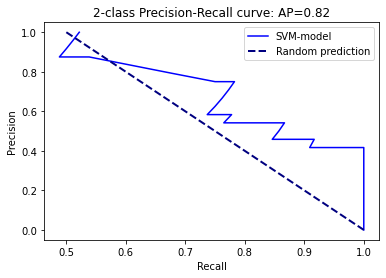 2-class Precision-Recall curve: AP=0.82
SVM-model
Random prediction
Precision
1.0
0.8
0.6
0.4
0.2
0.0
0.5 0.6 0.7 0.8 0.9 1.0
Recall